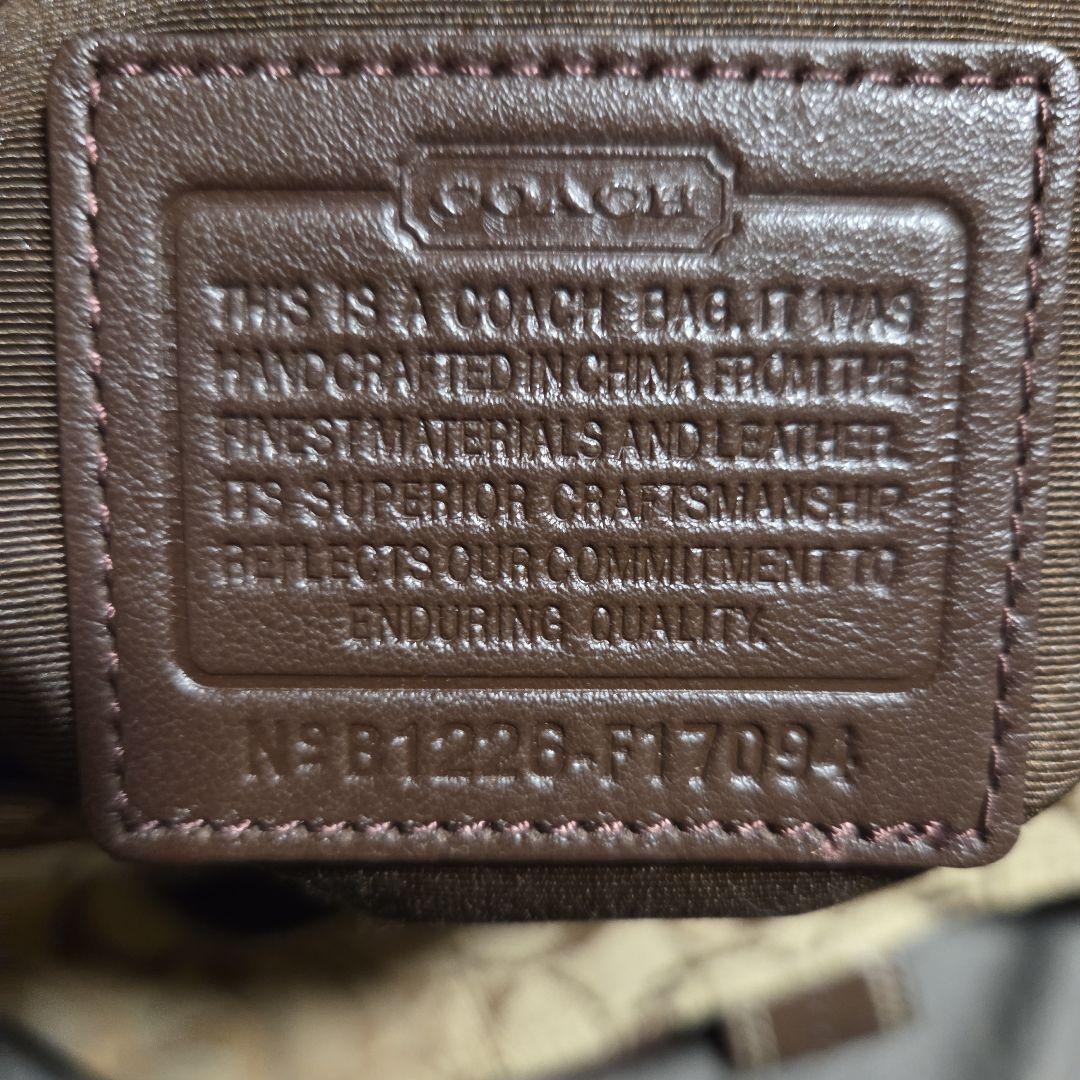 COACH
THIS IS A COACH BAG. IT WAS
HANDCRAFTED IN CHINA FROM THE
FINEST MATERIALS AND LEATHER.
ITS SUPERIOR CRAFTSMANSHIP
REFLECTS OUR COMMITMENT TO
ENDURING QUALITY.
Nº B1226-F17094